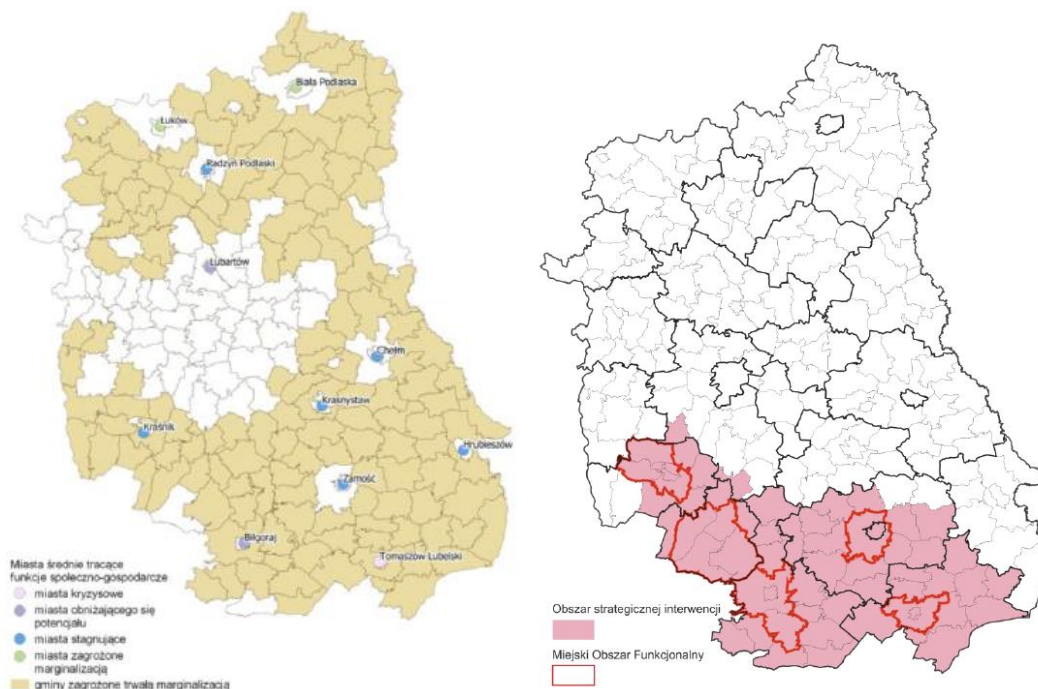 Biała Podlaska
Łuków
Radzyń Podlaski
Lubartów
Chełm
Krasnystaw
Kraśnik
Hrubieszów
Zamość
Biłgoraj
Tomaszów Lubelski
Miasta średnie tracące
funkcje społeczno-gospodarcze
miasta kryzysowe
miasta obniżającego się
potencjału
miasta stagnujące
miasta zagrożone
marginalizacją
gminy zagrożone trwałą marginalizacją
Obszar strategicznej interwencji
Miejski Obszar Funkcjonalny